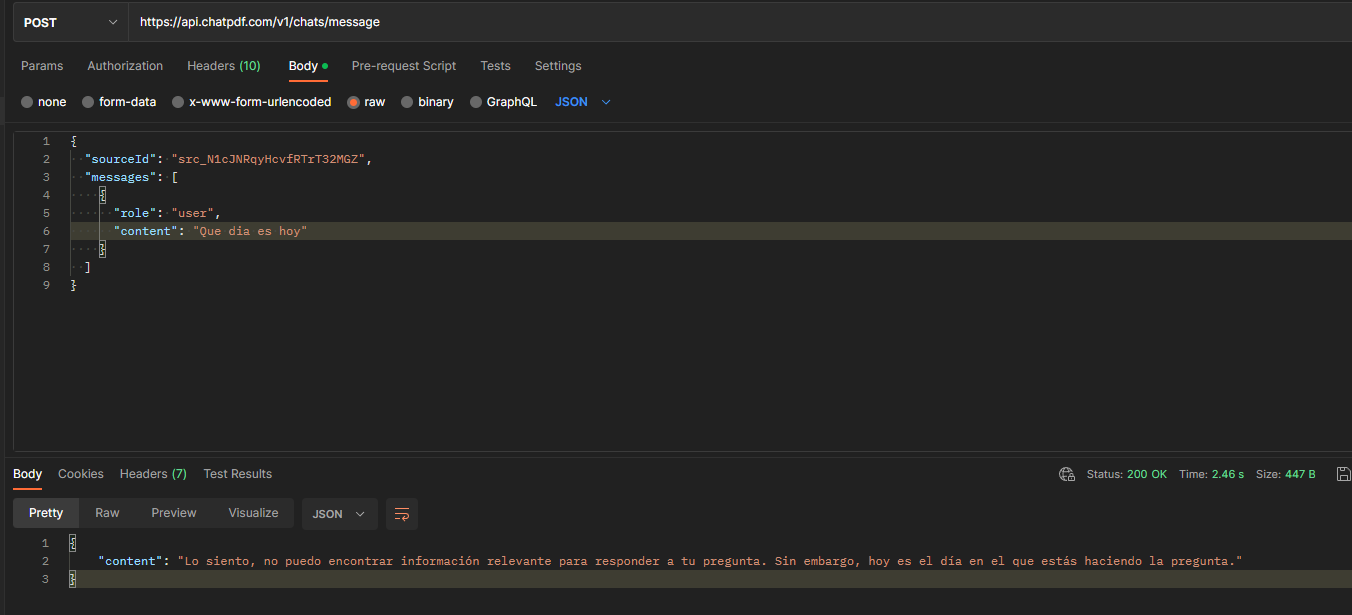 POST https://api.chatpdf.com/v1/chats/message
Params Authorization Headers (10) Body Pre-request Script Tests Settings
none form-data x-www-form-urlencoded raw binary GraphQL JSON
1 {
2 "sourceId": "src_N1cJNRqyHcvfRTrT32MGZ",
3 "messages": [
4 {
5 "role": "user",
6 "content": "Que dia es hoy"
7 }
8 ]
9 }
Body Cookies Headers (7) Test Results Status: 200 OK Time: 2.46 s Size: 447 B
Pretty Raw Preview Visualize JSON
1 {
2 "content": "Lo siento, no puedo encontrar información relevante para responder a tu pregunta. Sin embargo, hoy es el día en el que estás haciendo la pregunta."
3 }